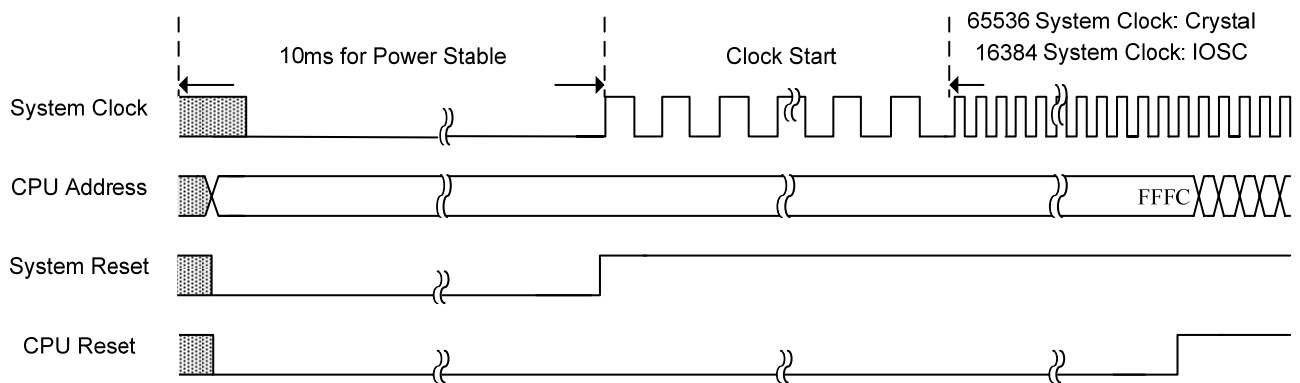 65536 System Clock: Crystal
10ms for Power Stable
Clock Start
16384 System Clock: IOSC
System Clock
CPU Address
FFFC
System Reset
CPU Reset